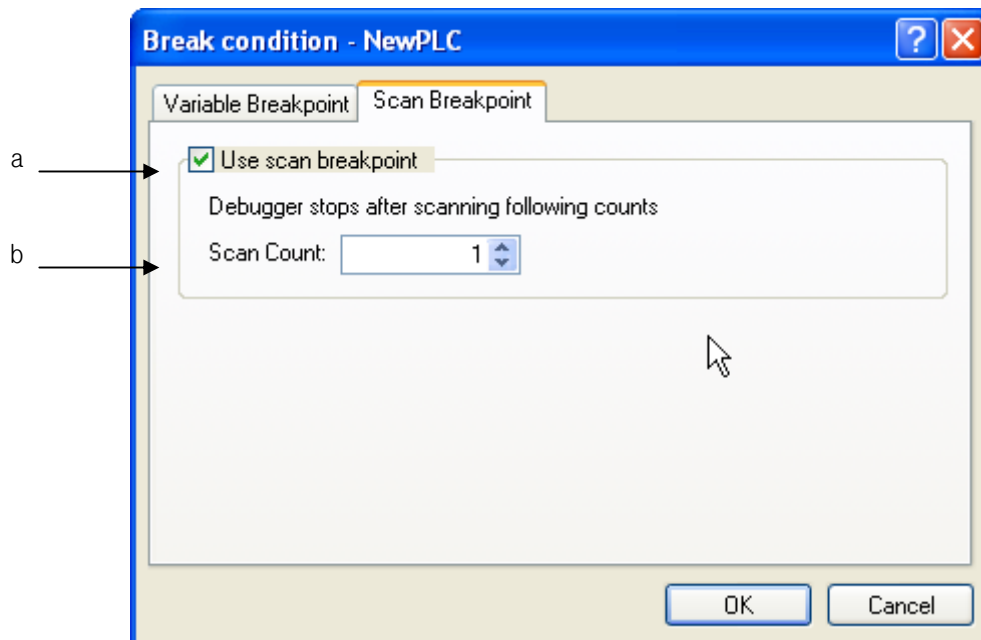 Break condition - NewPLC
Variable Breakpoint Scan Breakpoint
a
Use scan breakpoint
Debugger stops after scanning following counts
b
Scan Count: 1
OK Cancel